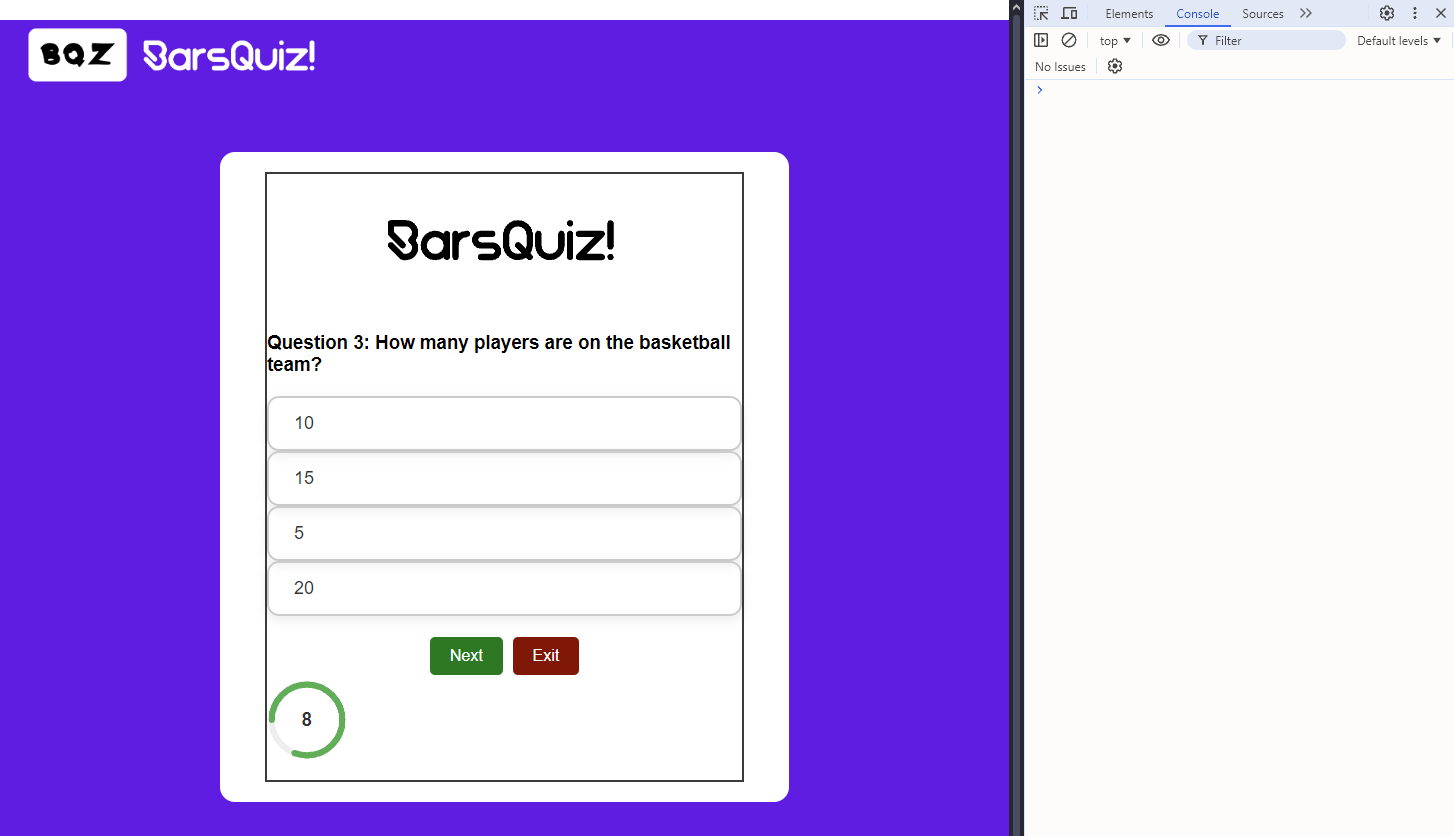 BQZ BarsQuiz!
BarsQuiz!
Question 3: How many players are on the basketball
team?
10
15
5
20
Next Exit
8
Elements Console Sources
top Filter Default levels
No Issues